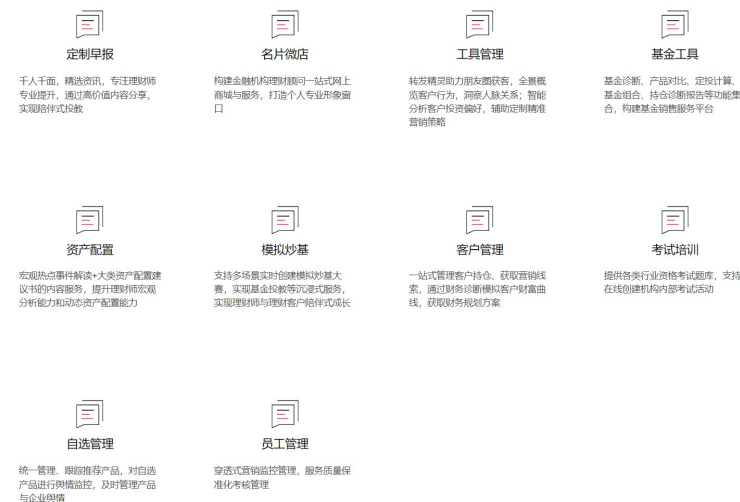 定制早报
千人千面，精选资讯，专注理财师
专业提升，通过高价值内容分享，
实现陪伴式投教
名片微店
构建金融机构理财顾问一站式网上
商城与服务，打造个人专业形象窗
口
工具管理
转发精灵助力朋友圈获客，全景概
览客户行为，洞察人脉关系；智能
分析客户投资偏好，辅助定制精准
营销策略
基金工具
基金诊断、产品对比、定投计算、
基金组合、持仓诊断报告等功能集
合，构建基金销售服务平台
资产配置
宏观热点事件解读+大类资产配置建
议书的内容服务，提升理财师宏观
分析能力和动态资产配置能力
模拟炒基
支持多场景实时创建模拟炒基大
赛，实现基金投教等沉浸式服务，
实现理财师与理财客户陪伴式成长
客户管理
一站式管理客户持仓、获取营销线
索，通过财务诊断模拟客户财富曲
线，获取财务规划方案
考试培训
提供各类行业资格考试题库，支持
在线创建机构内部考试活动
自选管理
统一管理、跟踪推荐产品，对自选
产品进行舆情监控，及时管理产品
与企业舆情
员工管理
穿透式营销监控管理，服务质量保
准化考核管理